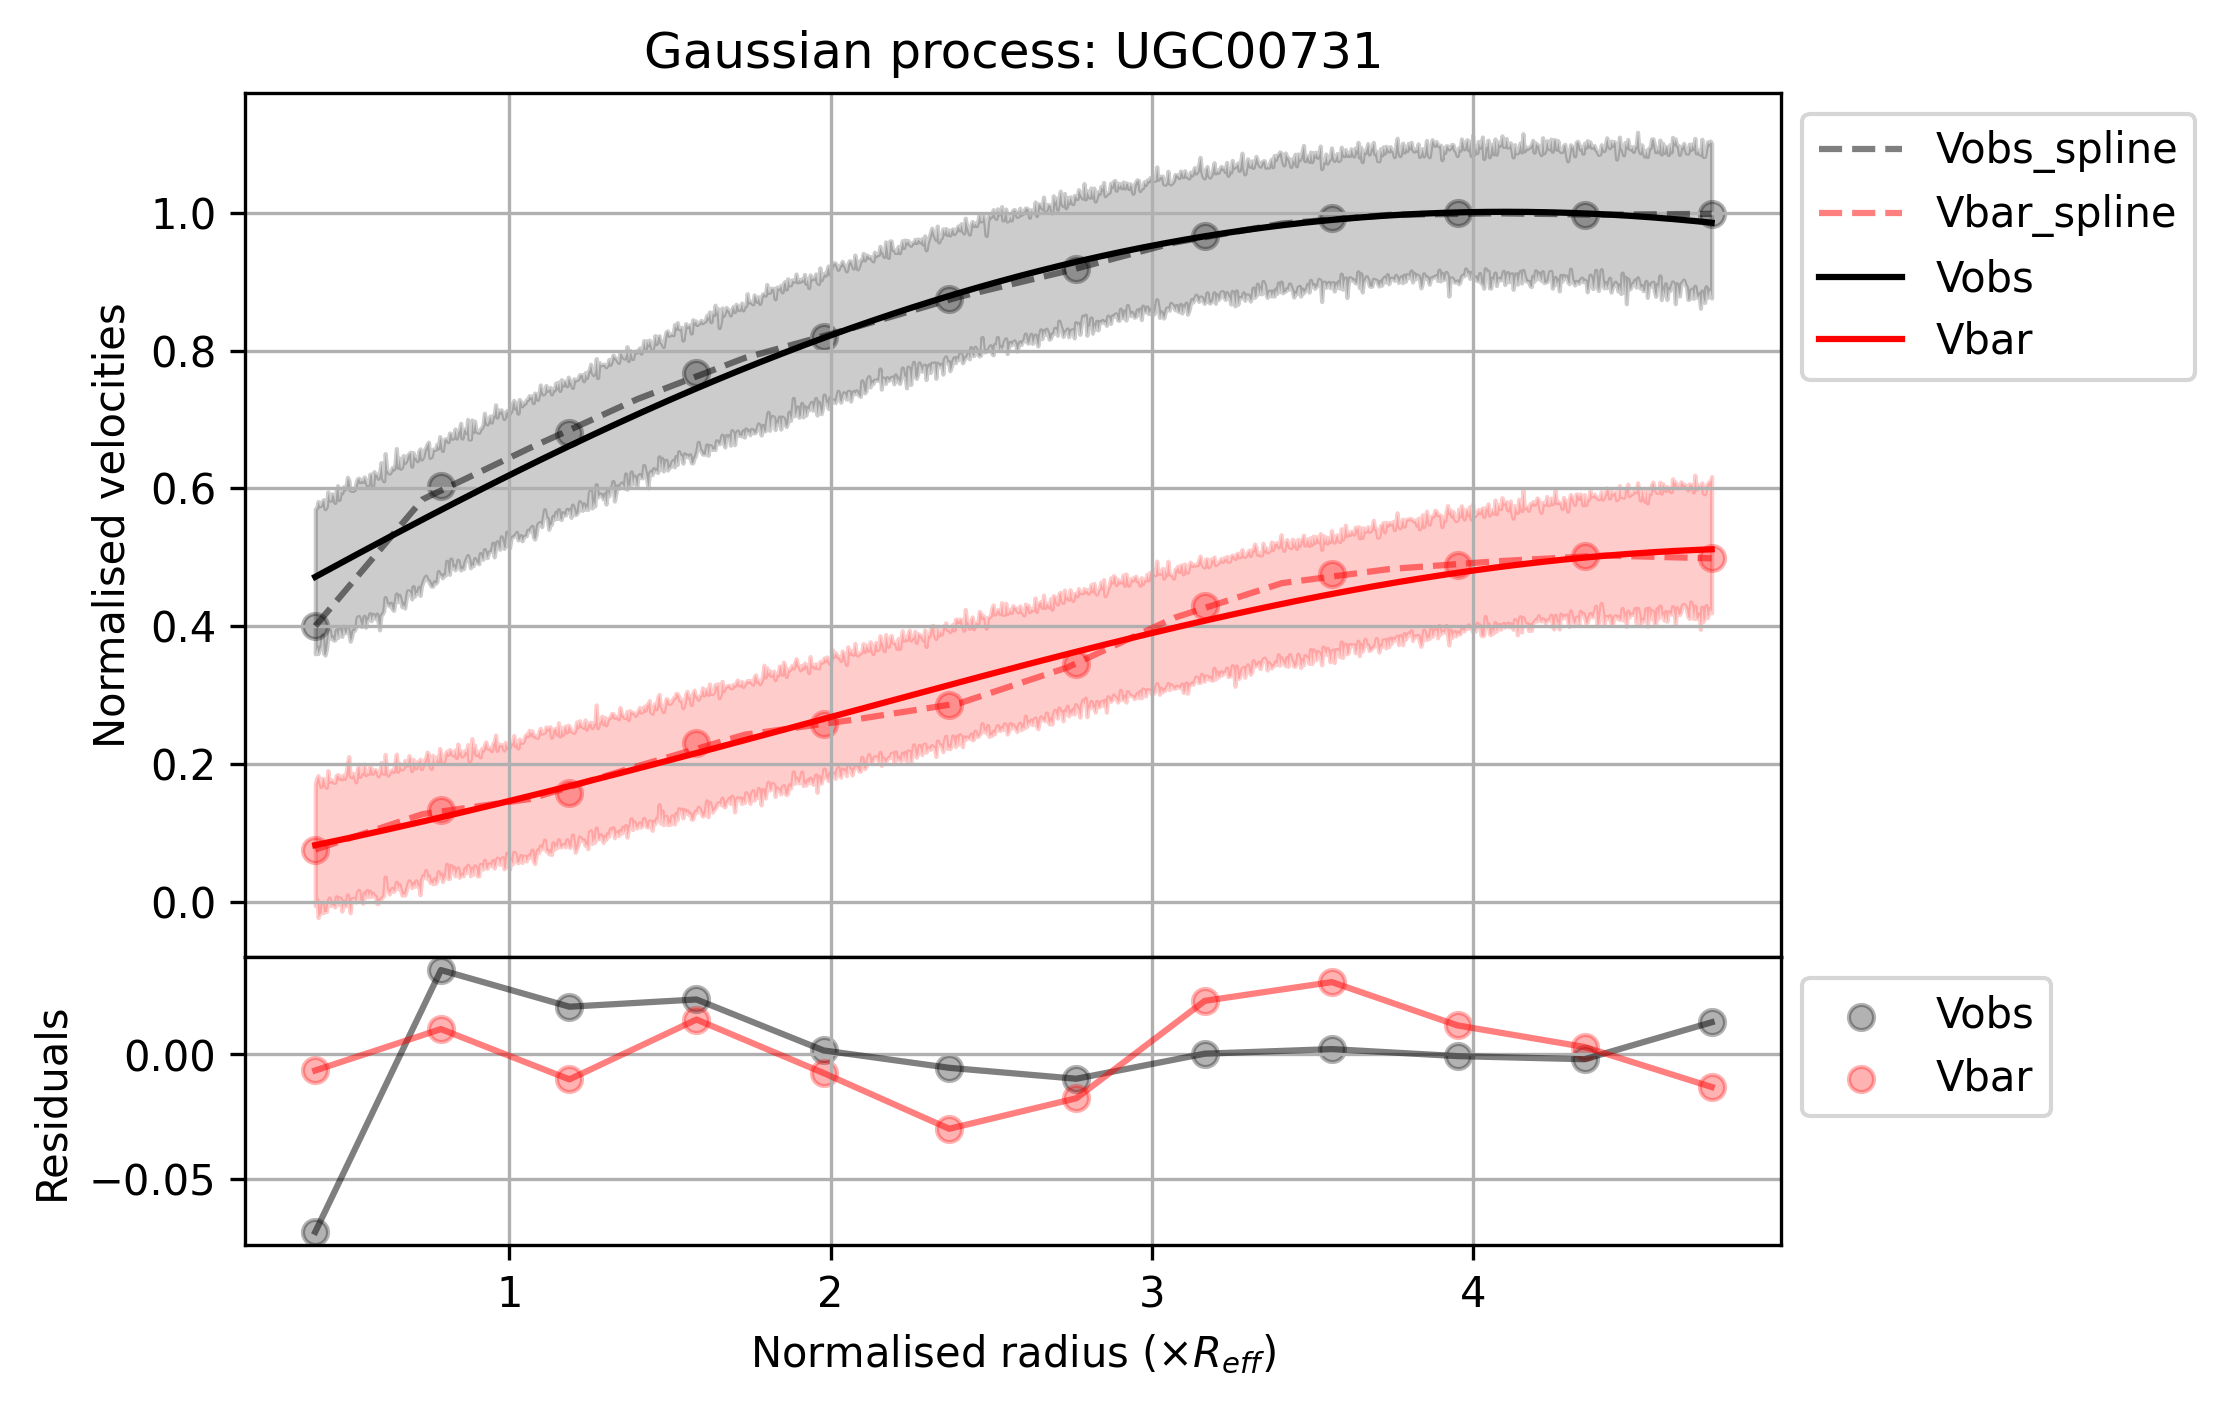 Gaussian process: UGC00731
Normalised velocities
1.0
0.8
0.6
0.4
0.2
0.0
Vobs_spline
Vbar_spline
Vobs
Vbar
Residuals
0.00
−0.05
Vobs
Vbar
1 2 3 4
Normalised radius (×R_eff)